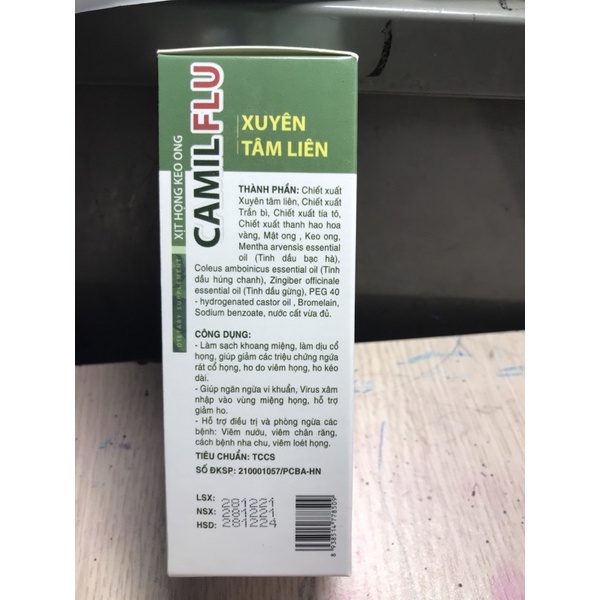 XỊT HỌNG KEO ONG
CAMILFLU
DIETARY SUPPLEMENT
XUYÊN
TÂM LIÊN
THÀNH PHẦN: Chiết xuất
Xuyên tâm liên, Chiết xuất
Trần bì, Chiết xuất tía tô,
Chiết xuất thanh hao hoa
vàng, Mật ong , Keo ong,
Mentha arvensis essential
oil (Tinh dầu bạc hà),
Coleus amboinicus essential oil (Tinh
dầu húng chanh), Zingiber officinale
essential oil (Tinh dầu gừng), PEG 40
- hydrogenated castor oil , Bromelain,
Sodium benzoate, nước cất vừa đủ.
CÔNG DỤNG:
- Làm sạch khoang miệng, làm dịu cổ
họng, giúp giảm các triệu chứng ngứa
rát cổ họng, ho do viêm họng, ho kéo
dài.
- Giúp ngăn ngừa vi khuẩn, Virus xâm
nhập vào vùng miệng họng, hỗ trợ
giảm ho.
- Hỗ trợ điều trị và phòng ngừa các
bệnh: Viêm nướu, viêm chân răng,
cách bệnh nha chu, viêm loét họng.
TIÊU CHUẨN: TCCS
SỐ ĐKSP: 210001057/PCBA-HN
LSX:
NSX:
HSD:
8 938514 778509